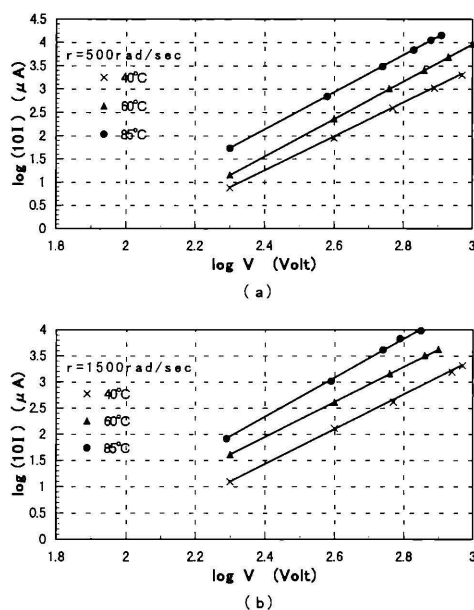 4.5
4
3.5
3
2.5
2
1.5
1
0.5
0
r=500rad/sec
40°C
60°C
85°C
log (10I) (μA)
1.8 2 2.2 2.4 2.6 2.8 3
log V (Volt)
(a)
4
3.5
3
2.5
2
1.5
1
0.5
0
r=1500rad/sec
40°C
60°C
85°C
log (10I) (μA)
1.8 2 2.2 2.4 2.6 2.8 3
log V (Volt)
(b)